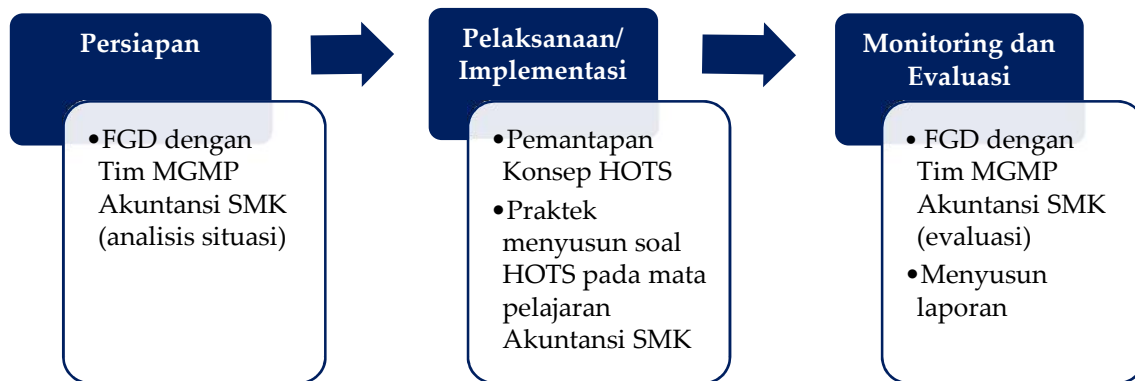 Persiapan
•FGD dengan
Tim MGMP
Akuntansi SMK
(analisis situasi)
Pelaksanaan/
Implementasi
•Pemantapan
Konsep HOTS
•Praktek
menyusun soal
HOTS pada mata
pelajaran
Akuntansi SMK
Monitoring dan
Evaluasi
• FGD dengan
Tim MGMP
Akuntansi SMK
(evaluasi)
•Menyusun
laporan